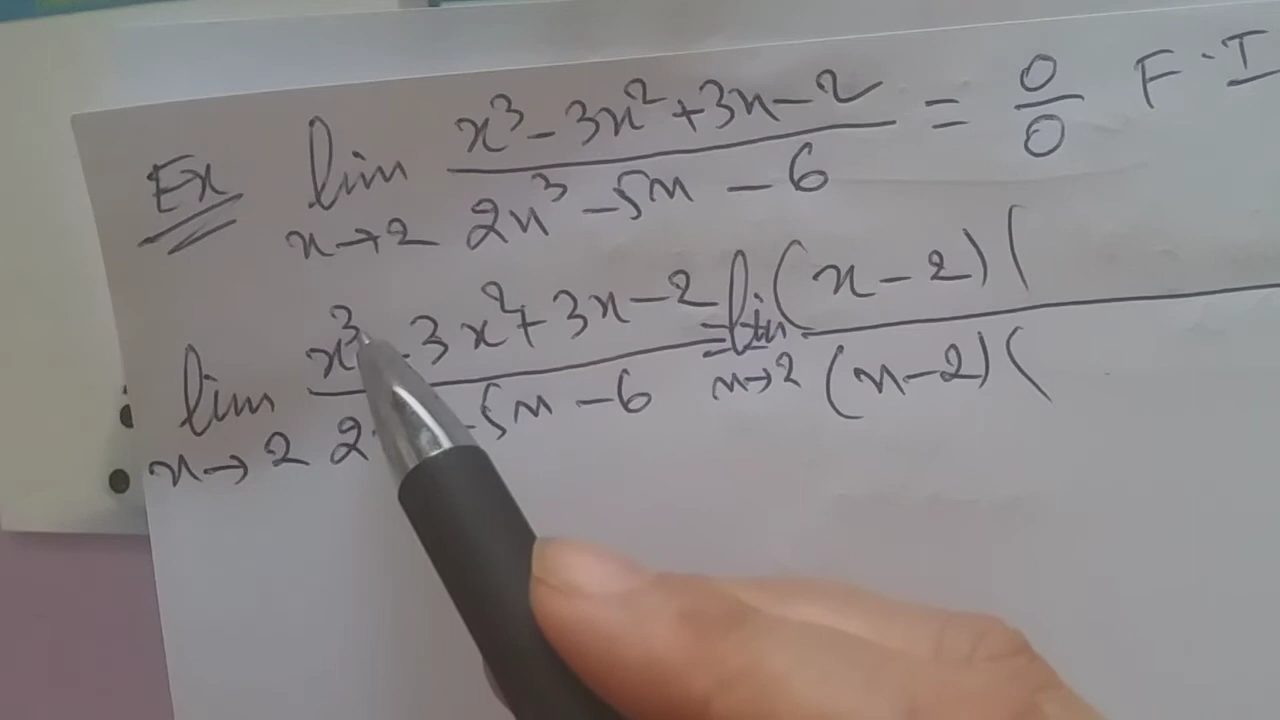 Ex lim x→2 (x³ - 3x² + 3x - 2)/(2x³ - 5x - 6) = 0/0 F.I
lim x→2 (x³ - 3x² + 3x - 2)/(2 - 5x - 6) = lim x→2 (x - 2)( / (x - 2)(